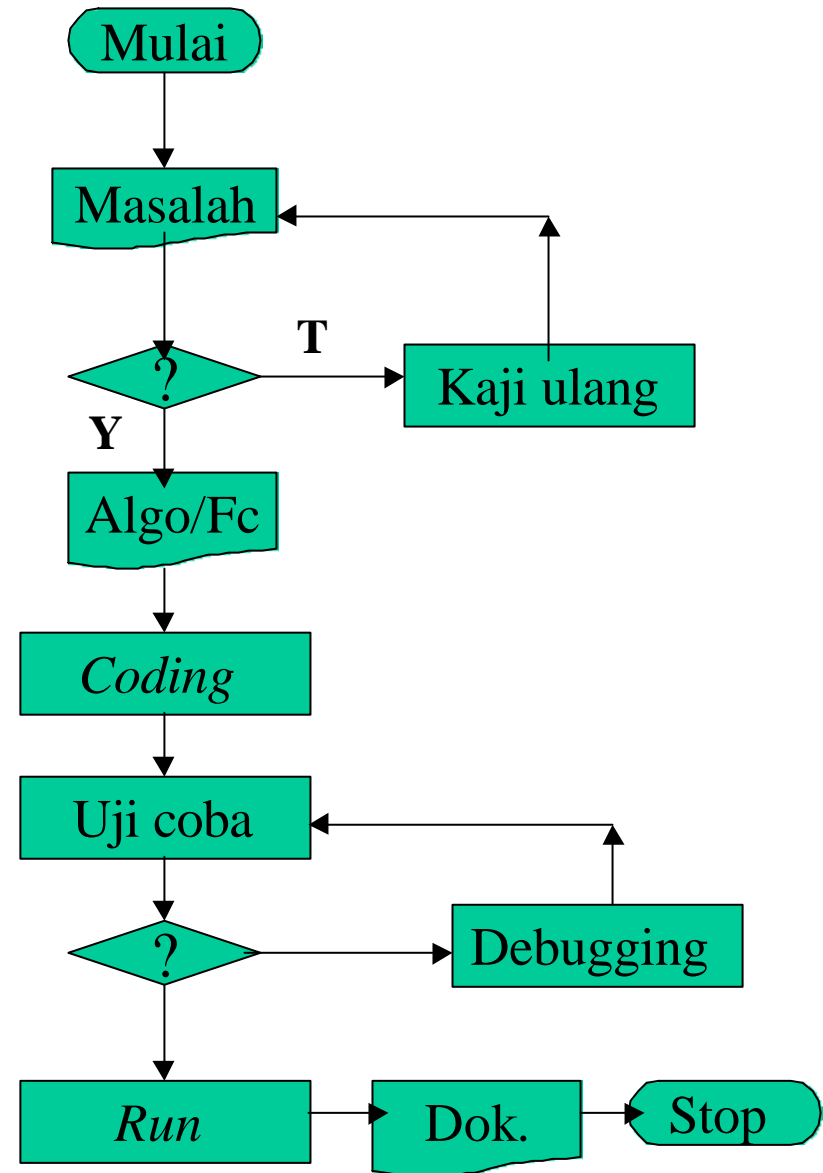 Mulai
Masalah
T
?
Kaji ulang
Y
Algo/Fc
Coding
Uji coba
?
Debugging
Run
Dok.
Stop